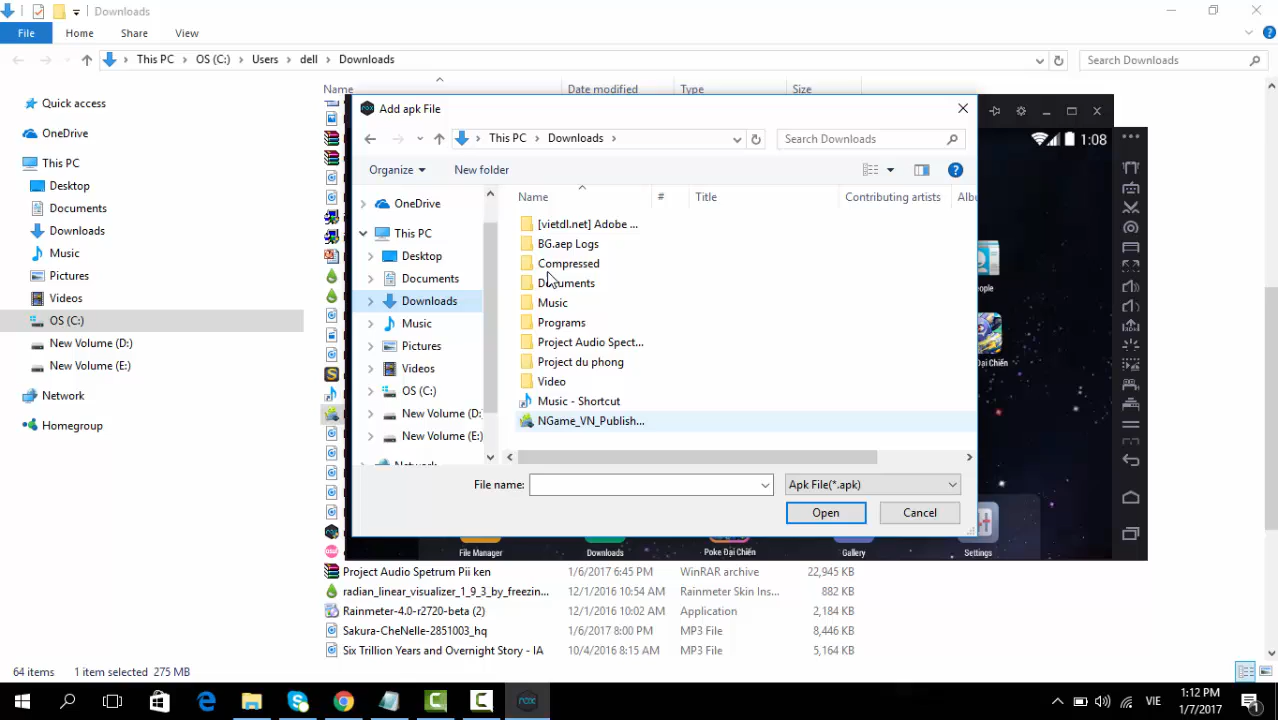 Downloads
File Home Share View
This PC OS (C:) Users dell Downloads Search Downloads
Quick access
OneDrive
This PC
Desktop
Documents
Downloads
Music
Pictures
Videos
OS (C:)
New Volume (D:)
New Volume (E:)
Network
Homegroup
Name Date modified Type Size
Add apk File
This PC Downloads Search Downloads
Organize New folder
OneDrive
This PC
Desktop
Documents
Downloads
Music
Pictures
Videos
OS (C:)
New Volume (D:
New Volume (E:)
Network
Name # Title Contributing artists Albu
[vietdl.net] Adobe ...
BG.aep Logs
Compressed
Documents
Music
Programs
Project Audio Spect...
Project du phong
Video
Music - Shortcut
NGame_VN_Publish...
File name: Apk File(*.apk)
Open Cancel
1:08
eople
Đại Chiến
File Manager Downloads Poke Đại Chiến Gallery Settings
Project Audio Spetrum Pii ken 1/6/2017 6:45 PM WinRAR archive 22,945 KB
radian_linear_visualizer_1_9_3_by_freezin... 12/1/2016 10:54 AM Rainmeter Skin Ins... 882 KB
Rainmeter-4.0-r2720-beta (2) 12/1/2016 10:02 AM Application 2,184 KB
Sakura-CheNelle-2851003_hq 1/6/2017 8:00 PM MP3 File 8,446 KB
Six Trillion Years and Overnight Story - IA 10/4/2016 8:15 AM MP3 File 5,164 KB
64 items 1 item selected 275 MB
VIE 1:12 PM
1/7/2017